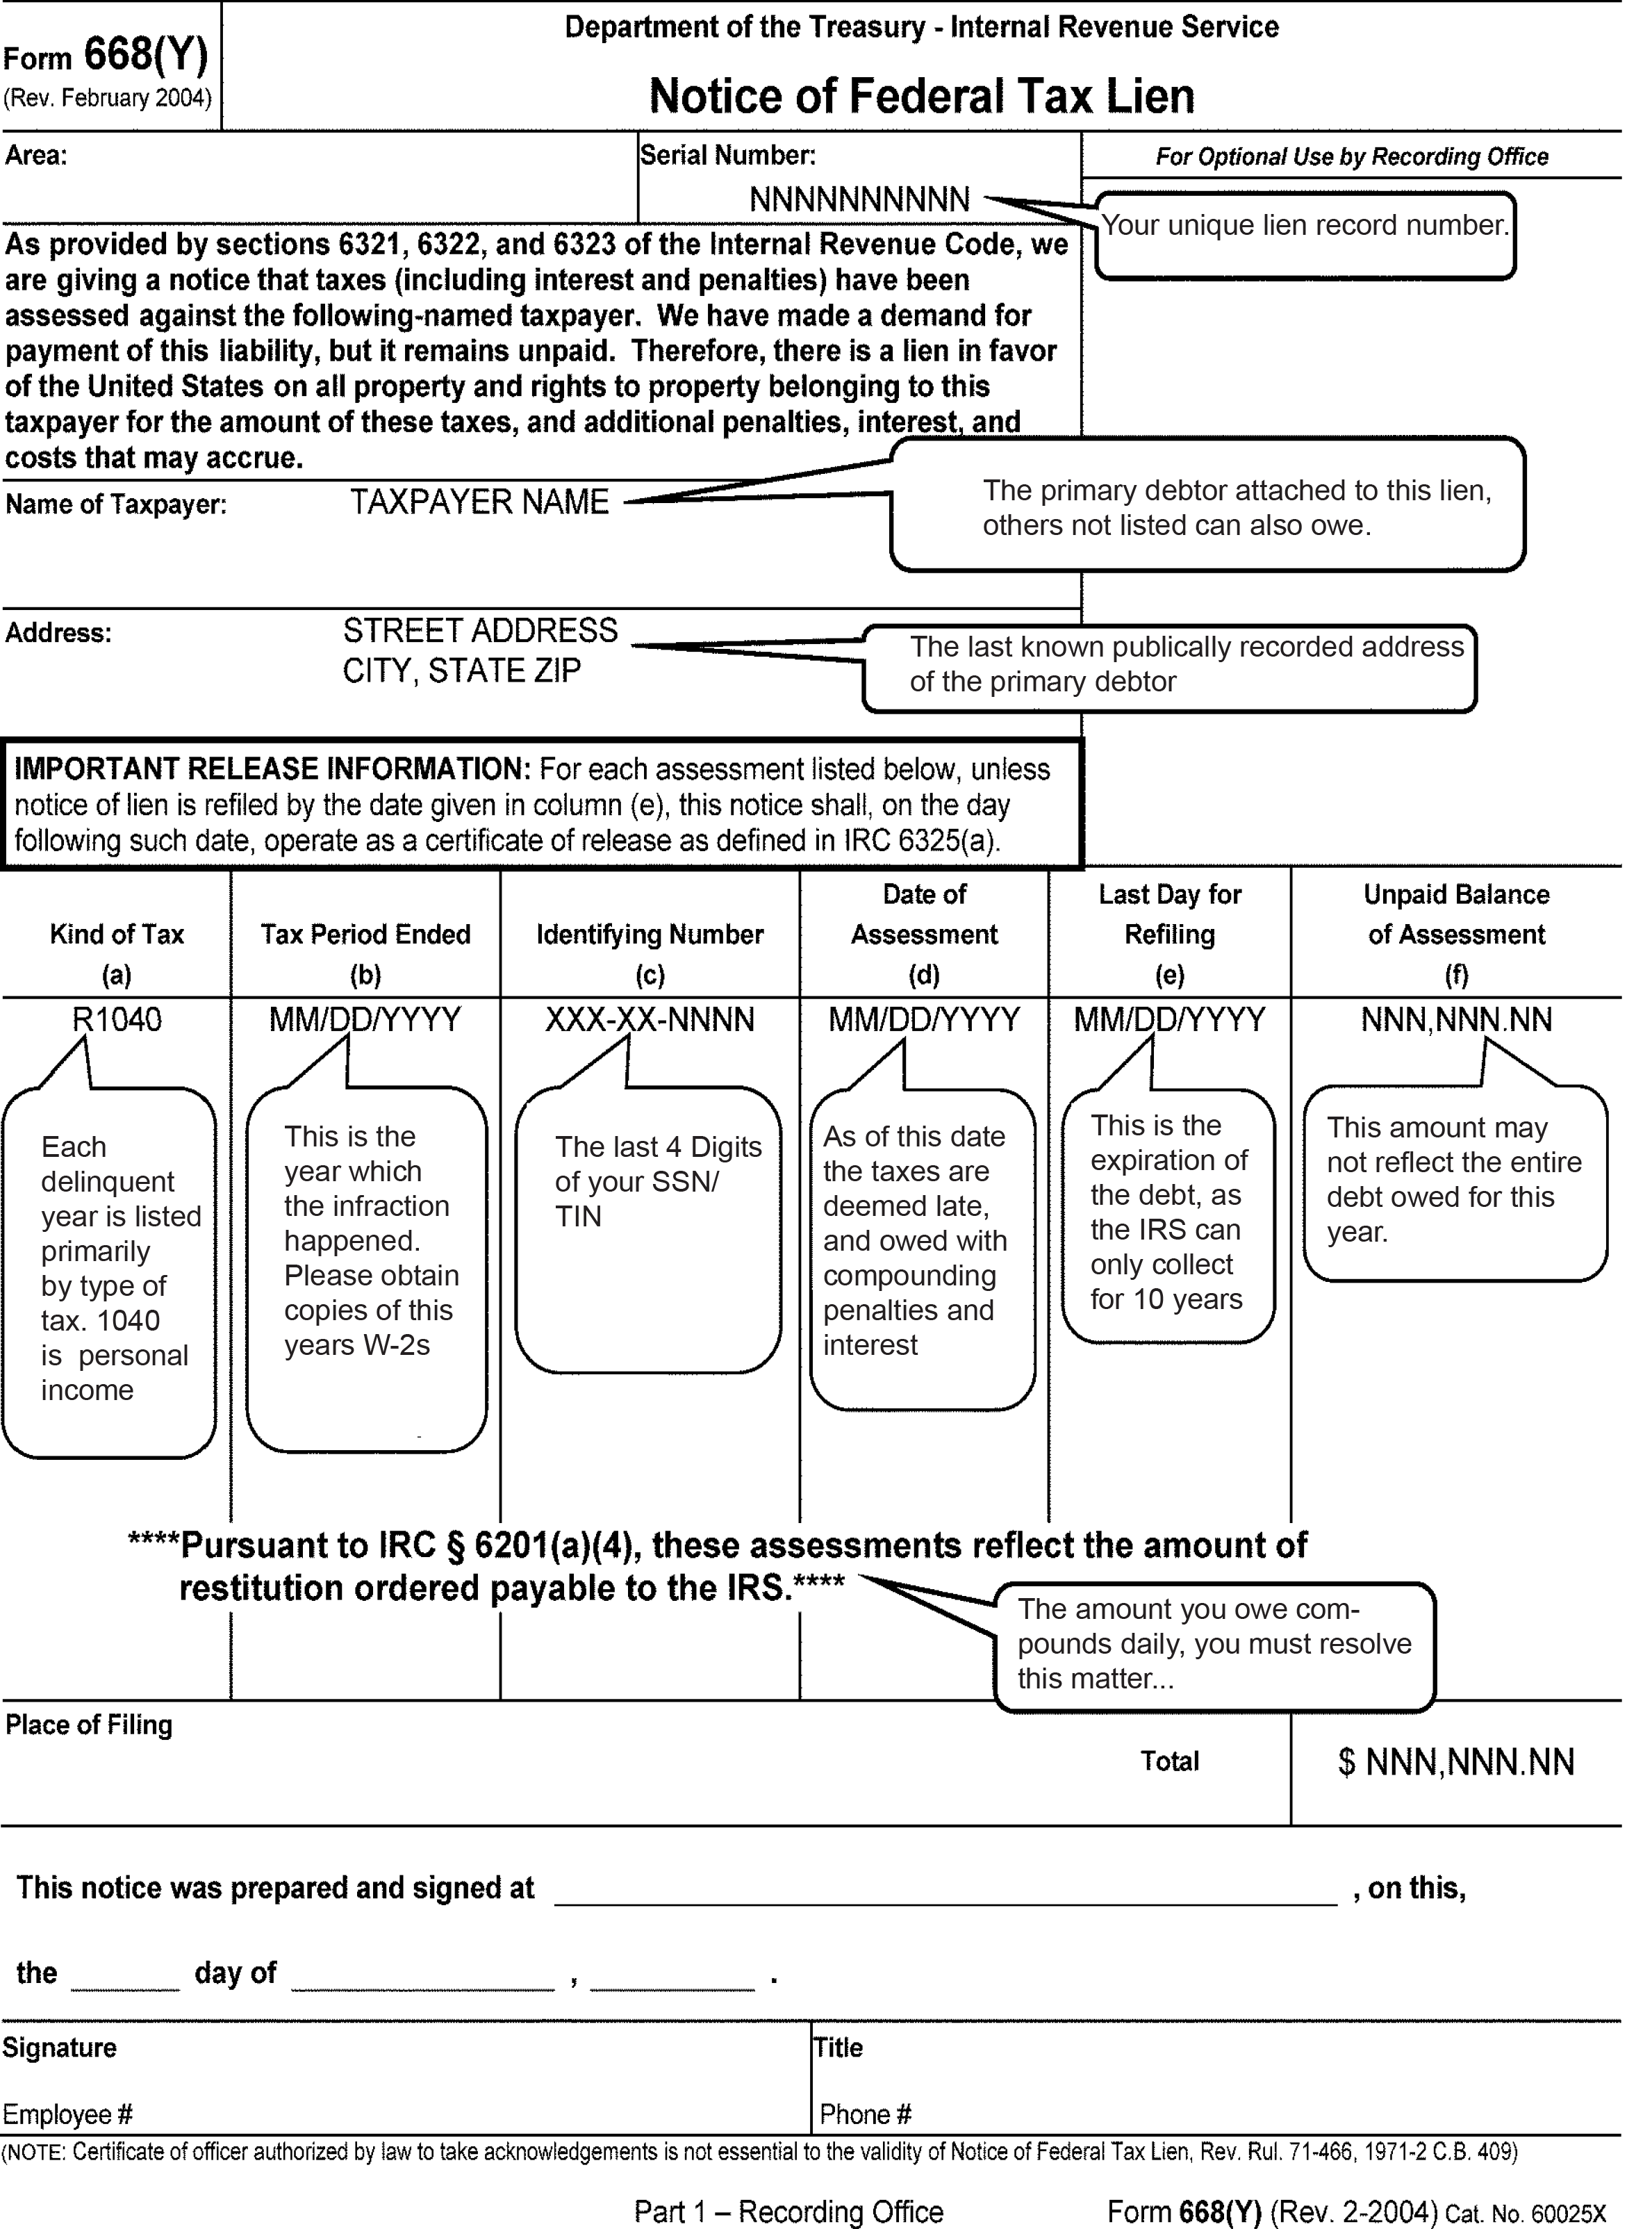 Form 668(Y)
(Rev. February 2004)
Department of the Treasury - Internal Revenue Service
Notice of Federal Tax Lien
Area:
Serial Number:
NNNNNNNNNN
For Optional Use by Recording Office
Your unique lien record number.
As provided by sections 6321, 6322, and 6323 of the Internal Revenue Code, we
are giving a notice that taxes (including interest and penalties) have been
assessed against the following-named taxpayer. We have made a demand for
payment of this liability, but it remains unpaid. Therefore, there is a lien in favor
of the United States on all property and rights to property belonging to this
taxpayer for the amount of these taxes, and additional penalties, interest, and
costs that may accrue.
Name of Taxpayer: TAXPAYER NAME
The primary debtor attached to this lien,
others not listed can also owe.
Address:
STREET ADDRESS
CITY, STATE ZIP
The last known publically recorded address
of the primary debtor
IMPORTANT RELEASE INFORMATION: For each assessment listed below, unless
notice of lien is refiled by the date given in column (e), this notice shall, on the day
following such date, operate as a certificate of release as defined in IRC 6325(a).
Kind of Tax
(a)
Tax Period Ended
(b)
Identifying Number
(c)
Date of
Assessment
(d)
Last Day for
Refiling
(e)
Unpaid Balance
of Assessment
(f)
R1040
MM/DD/YYYY
XXX-XX-NNNN
MM/DD/YYYY
MM/DD/YYYY
NNN,NNN.NN
Each
delinquent
year is listed
primarily
by type of
tax. 1040
is personal
income
This is the
year which
the infraction
happened.
Please obtain
copies of this
years W-2s
The last 4 Digits
of your SSN/
TIN
As of this date
the taxes are
deemed late,
and owed with
compounding
penalties and
interest
This is the
expiration of
the debt, as
the IRS can
only collect
for 10 years
This amount may
not reflect the entire
debt owed for this
year.
****Pursuant to IRC § 6201(a)(4), these assessments reflect the amount of
restitution ordered payable to the IRS.****
The amount you owe com-
pounds daily, you must resolve
this matter...
Place of Filing
Total
$ NNN,NNN.NN
This notice was prepared and signed at ____________ , on this,
the ____ day of ________ , ______ .
Signature
Title
Employee #
Phone #
(NOTE: Certificate of officer authorized by law to take acknowledgements is not essential to the validity of Notice of Federal Tax Lien, Rev. Rul. 71-466, 1971-2 C.B. 409)
Part 1 – Recording Office
Form 668(Y) (Rev. 2-2004) Cat. No. 60025X